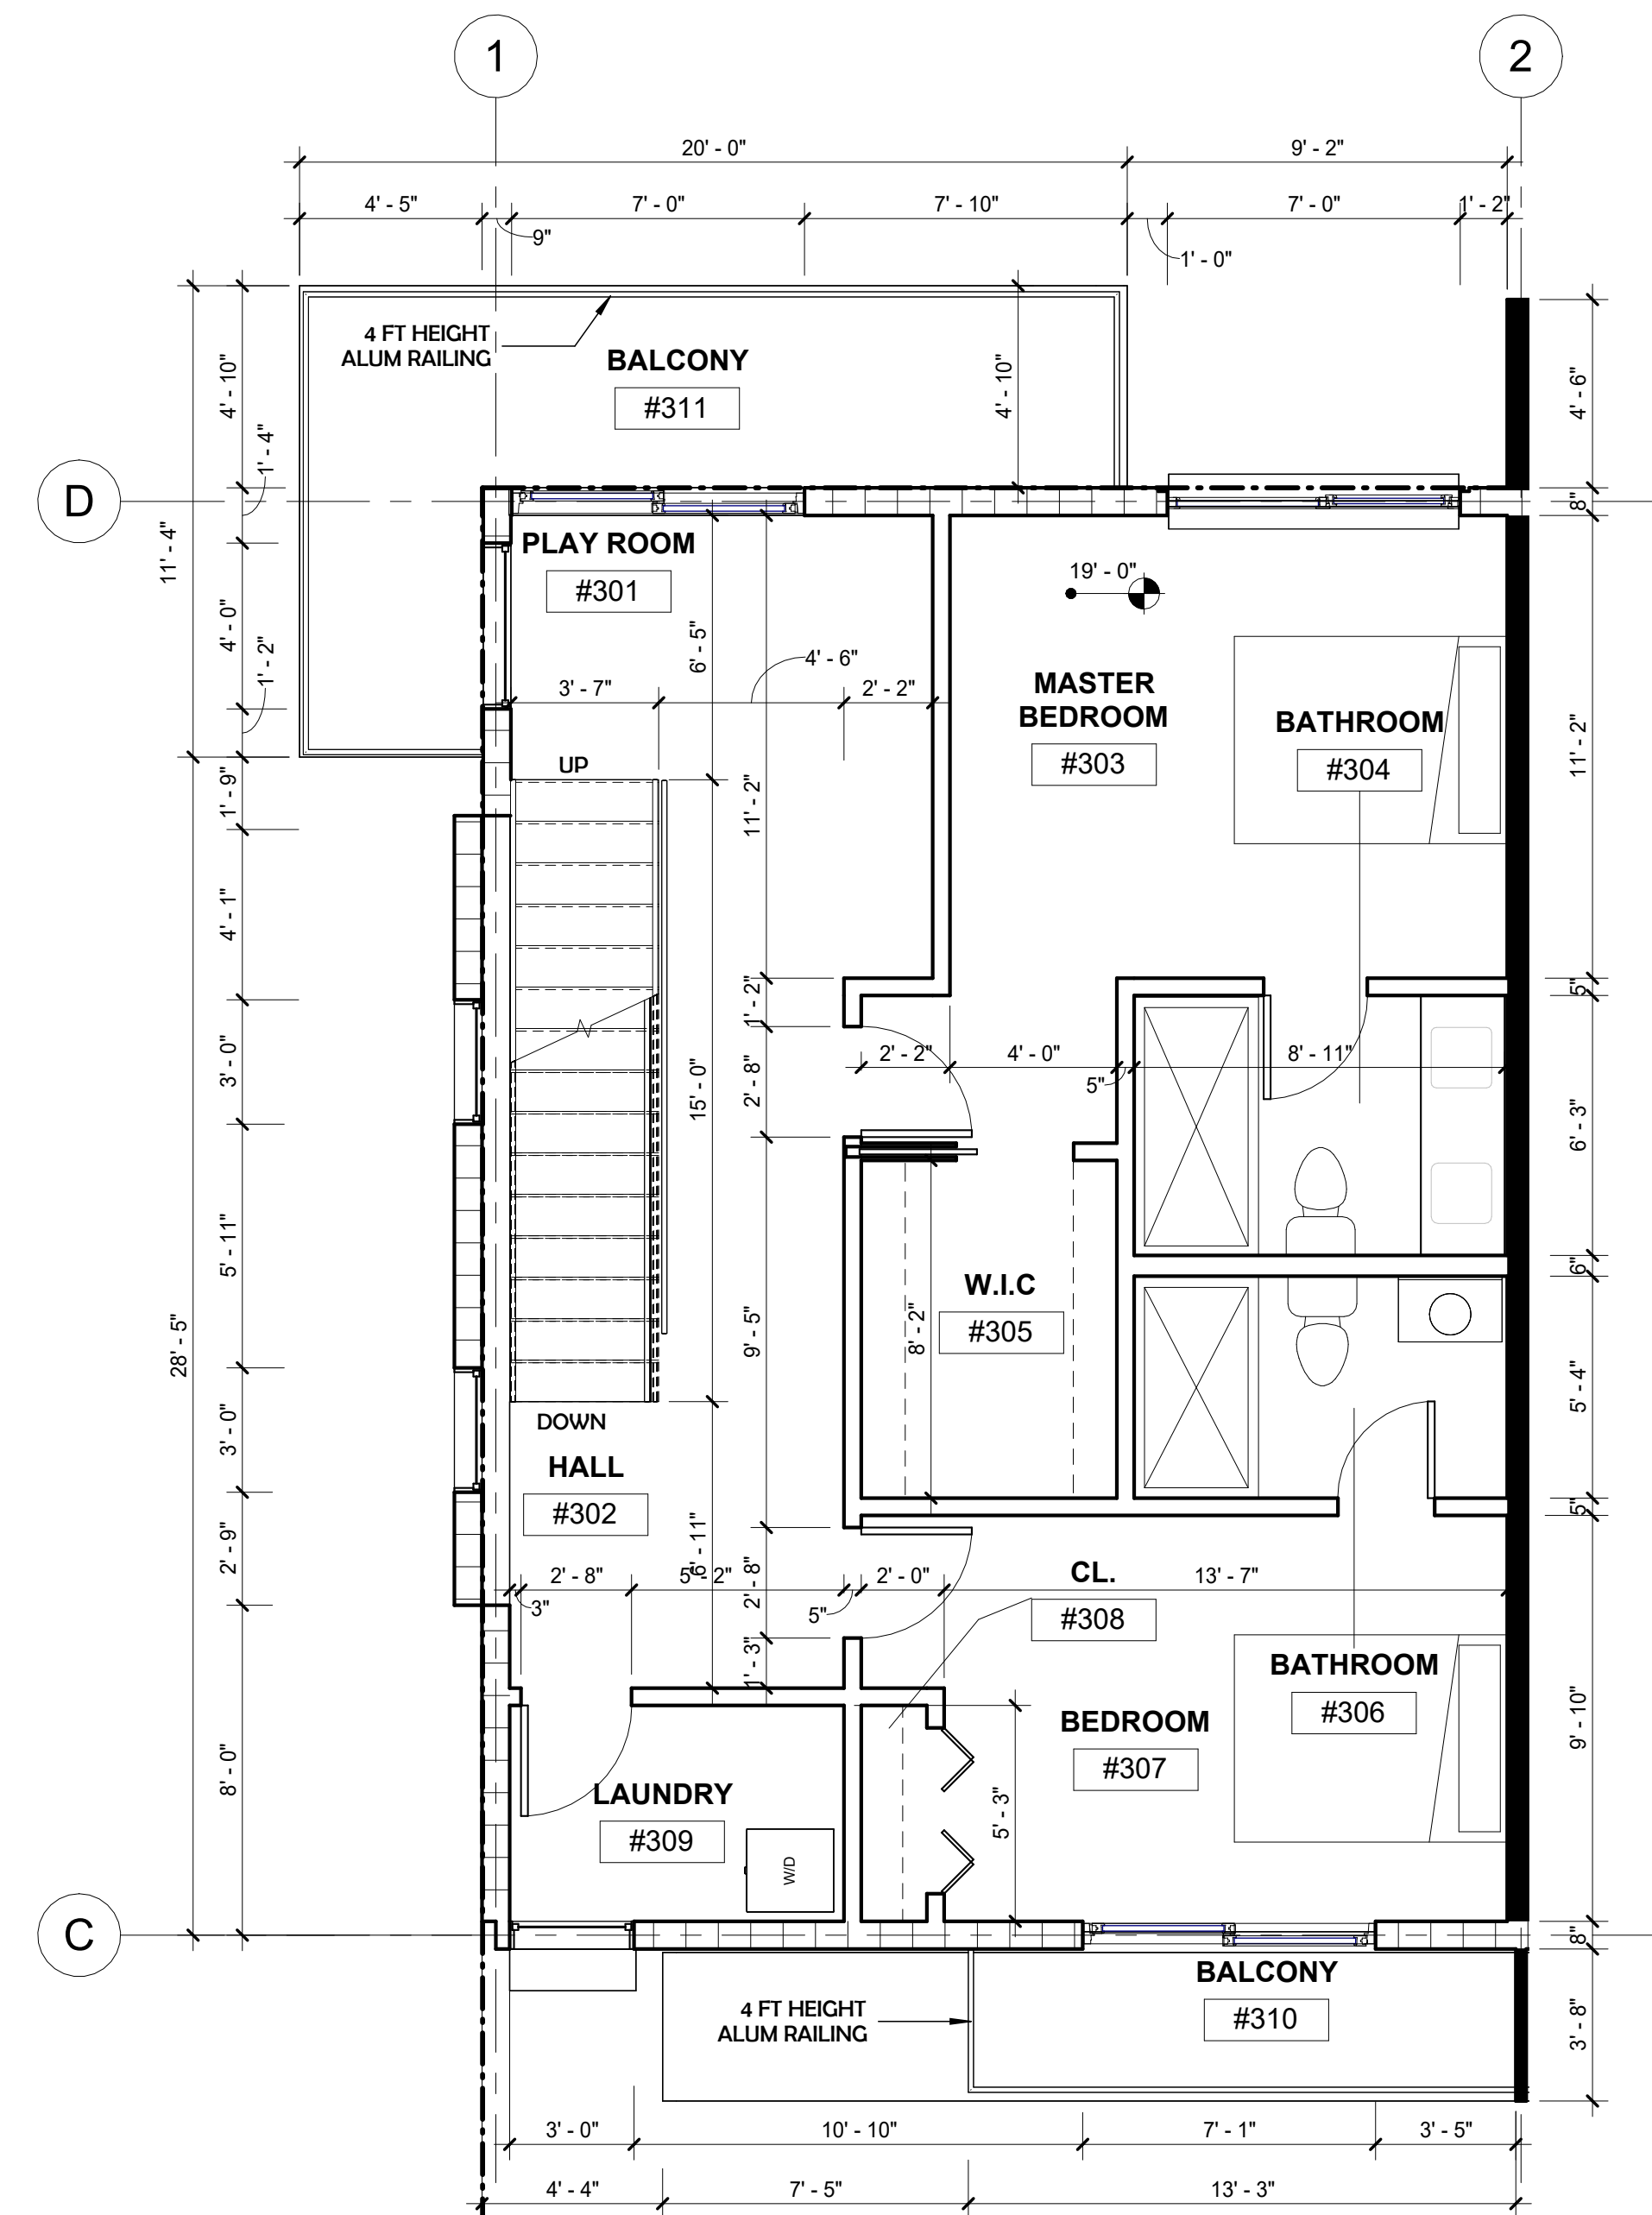 1
2
20' - 0"
9' - 2"
4' - 5"
7' - 0"
7' - 10"
7' - 0"
1' - 2"
9"
1' - 0"
4 FT HEIGHT
ALUM RAILING
BALCONY
#311
4' - 10"
4' - 10"
4' - 6"
1' - 4"
D
8"
11' - 4"
PLAY ROOM
#301
19' - 0"
4' - 0"
1' - 2"
6' - 5"
4' - 6"
3' - 7"
2' - 2"
MASTER
BEDROOM
#303
BATHROOM
#304
11' - 2"
UP
1' - 9"
11' - 2"
4' - 1"
1' - 2"
5"
3' - 0"
2' - 8"
2' - 2"
4' - 0"
5"
8' - 11"
15' - 0"
6' - 3"
5' - 11"
6"
W.I.C
#305
8' - 2"
9' - 5"
28' - 5"
5' - 4"
3' - 0"
DOWN
HALL
#302
5"
2' - 9"
6' - 11"
2' - 8"
5' - 2"
2' - 8"
2' - 0"
CL.
#308
13' - 7"
3"
5"
1' - 3"
BATHROOM
#306
BEDROOM
#307
9' - 10"
8' - 0"
LAUNDRY
#309
5' - 3"
W/D
C
8"
BALCONY
#310
4 FT HEIGHT
ALUM RAILING
3' - 8"
3' - 0"
10' - 10"
7' - 1"
3' - 5"
4' - 4"
7' - 5"
13' - 3"